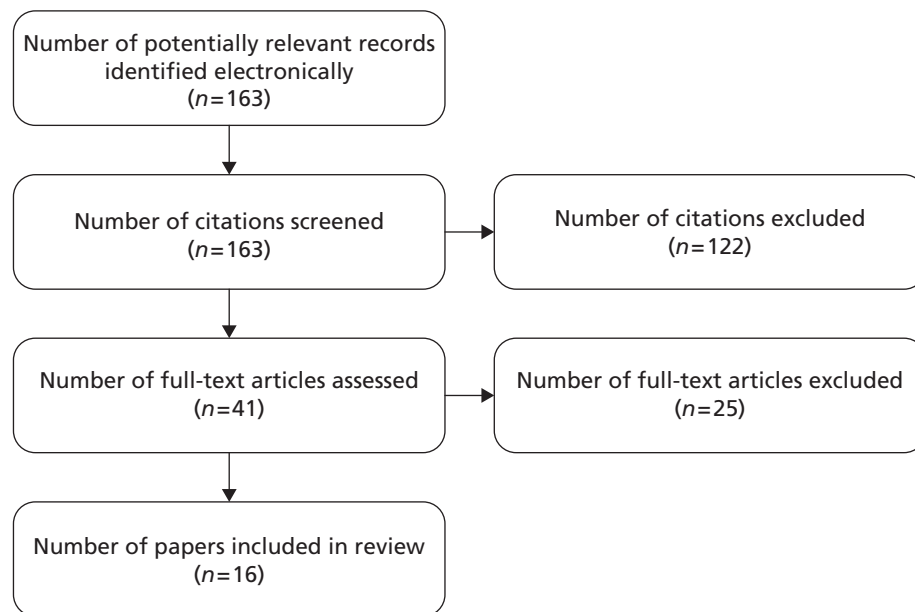 Number of potentially relevant records
identified electronically
(n=163)
Number of citations screened
(n=163)
Number of citations excluded
(n=122)
Number of full-text articles assessed
(n=41)
Number of full-text articles excluded
(n=25)
Number of papers included in review
(n=16)